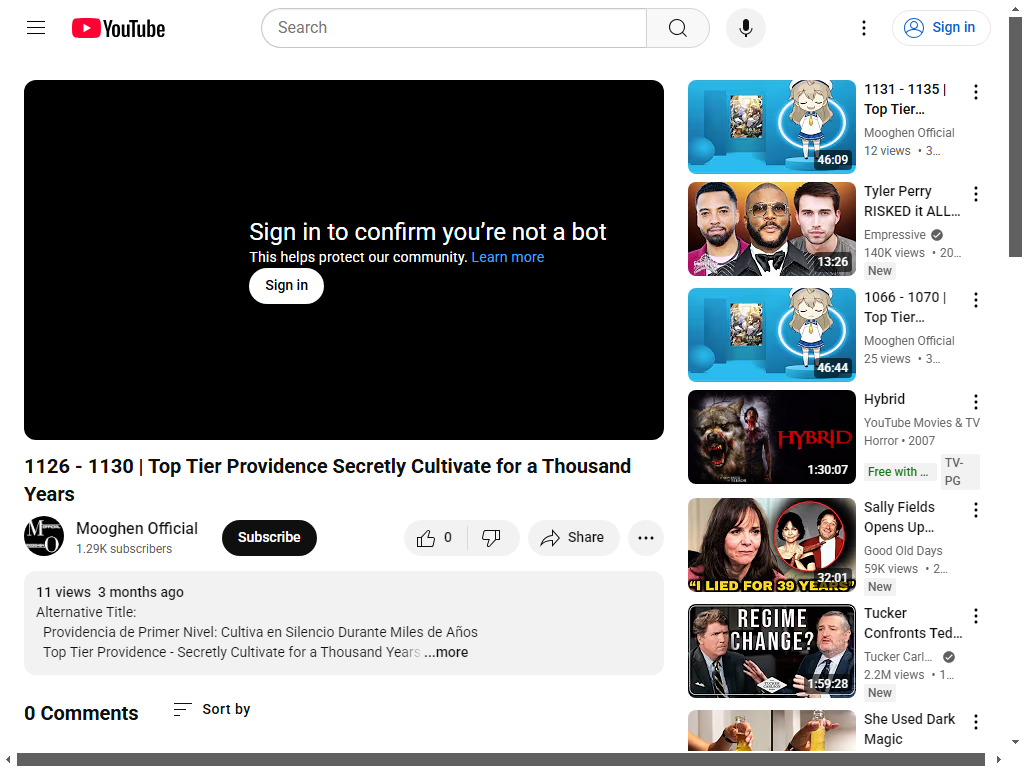 YouTube
Search
Sign in
Sign in to confirm you’re not a bot
This helps protect our community. Learn more
Sign in
1126 - 1130 | Top Tier Providence Secretly Cultivate for a Thousand
Years
Mooghen Official
1.29K subscribers
Subscribe
0
Share
11 views 3 months ago
Alternative Title:
Providencia de Primer Nivel: Cultiva en Silencio Durante Miles de Años
Top Tier Providence - Secretly Cultivate for a Thousand Years ...more
0 Comments
Sort by
46:09
1131 - 1135 |
Top Tier…
Mooghen Official
12 views • 3…
13:26
Tyler Perry
RISKED it ALL…
Empressive
140K views • 20…
New
46:44
1066 - 1070 |
Top Tier…
Mooghen Official
25 views • 3…
HYBRID
1:30:07
Hybrid
YouTube Movies & TV
Horror • 2007
Free with …
TV-
PG
"I LIED FOR 39 YEARS"
32:01
Sally Fields
Opens Up…
Good Old Days
59K views • 2…
New
REGIME
CHANGE?
1:59:28
Tucker
Confronts Ted…
Tucker Carl…
2.2M views • 1…
New
She Used Dark
Magic